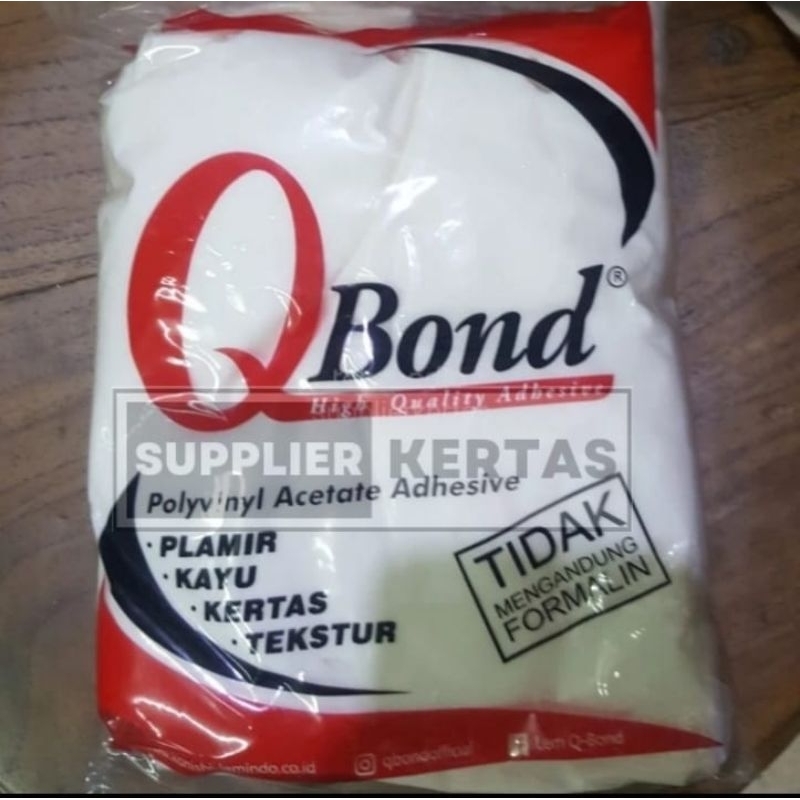 QBond®
High Quality Adhesive
SUPPLIER KERTAS
Polyvinyl Acetate Adhesive
· PLAMIR
· KAYU
· KERTAS
· TEKSTUR
TIDAK
MENGANDUNG
FORMALIN
qbondofficial
Lem Q-Bond